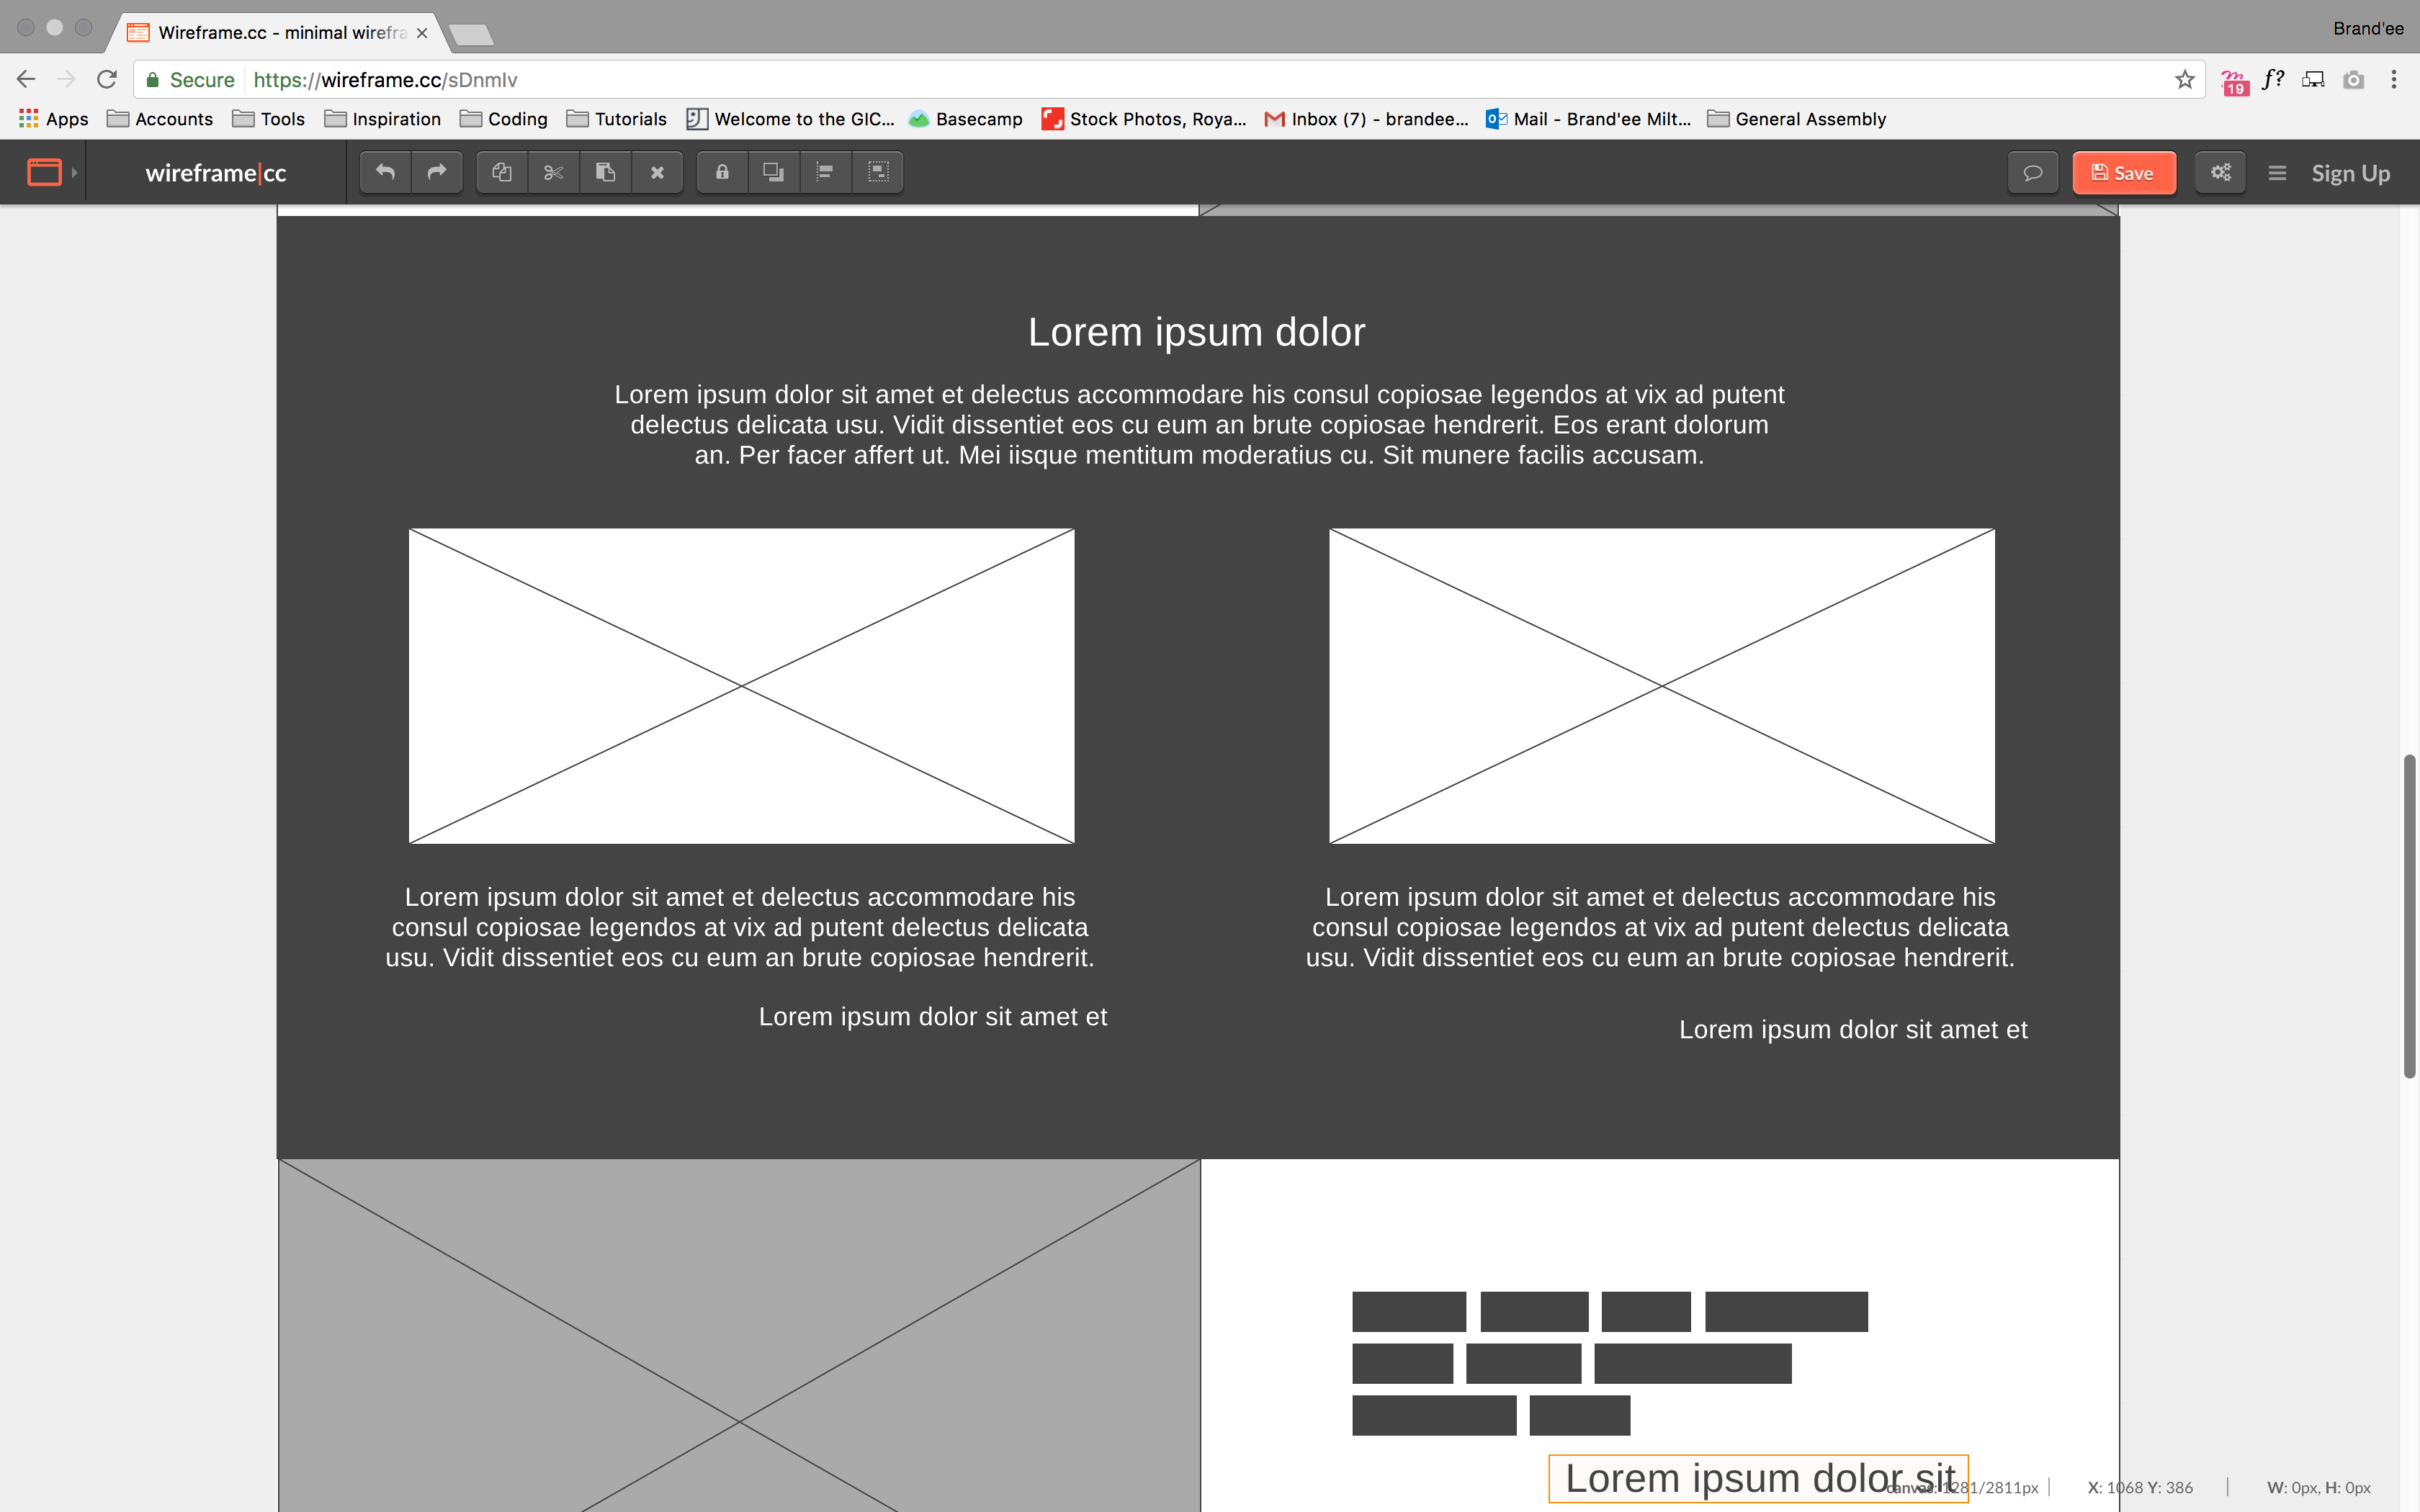 Wireframe.cc - minimal wirefra
Brand'ee
Secure https://wireframe.cc/sDnmIv
19
f?
Apps Accounts Tools Inspiration Coding Tutorials Welcome to the GIC... Basecamp Stock Photos, Roya... Inbox (7) - brandee... Mail - Brand'ee Milt... General Assembly
wireframe|cc Save Sign Up
Lorem ipsum dolor
Lorem ipsum dolor sit amet et delectus accommodare his consul copiosae legendos at vix ad putent
delectus delicata usu. Vidit dissentiet eos cu eum an brute copiosae hendrerit. Eos erant dolorum
an. Per facer affert ut. Mei iisque mentitum moderatius cu. Sit munere facilis accusam.
Lorem ipsum dolor sit amet et delectus accommodare his
consul copiosae legendos at vix ad putent delectus delicata
usu. Vidit dissentiet eos cu eum an brute copiosae hendrerit.
Lorem ipsum dolor sit amet et
Lorem ipsum dolor sit amet et delectus accommodare his
consul copiosae legendos at vix ad putent delectus delicata
usu. Vidit dissentiet eos cu eum an brute copiosae hendrerit.
Lorem ipsum dolor sit amet et
Lorem ipsum dolor sit
canvas: 1281/2811px X: 1068 Y: 386 W: 0px, H: 0px